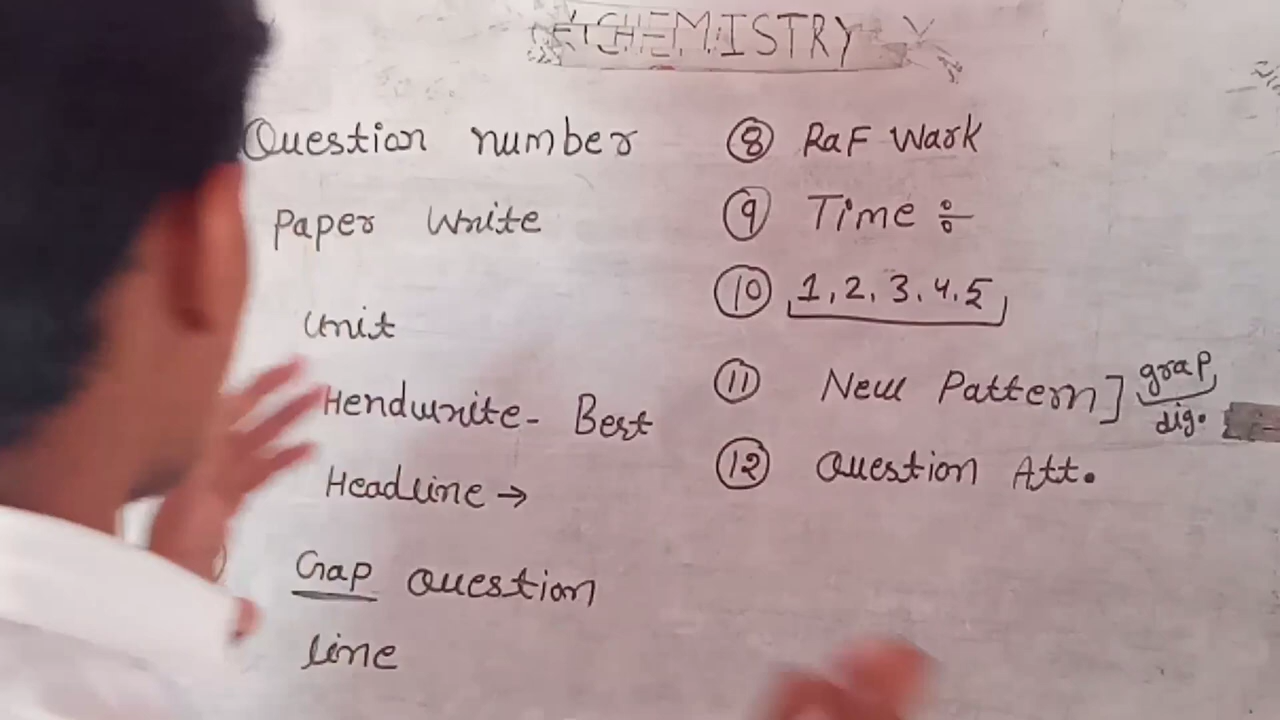 CHEMISTRY
Question number
Paper Write
Unit
Hendwrite- Best
Headline →
Gap Question
line
8 RaF Wark
9 Time ÷
10 1, 2, 3, 4, 5
11 New Pattern ] grap
dig.
12 Question Att.